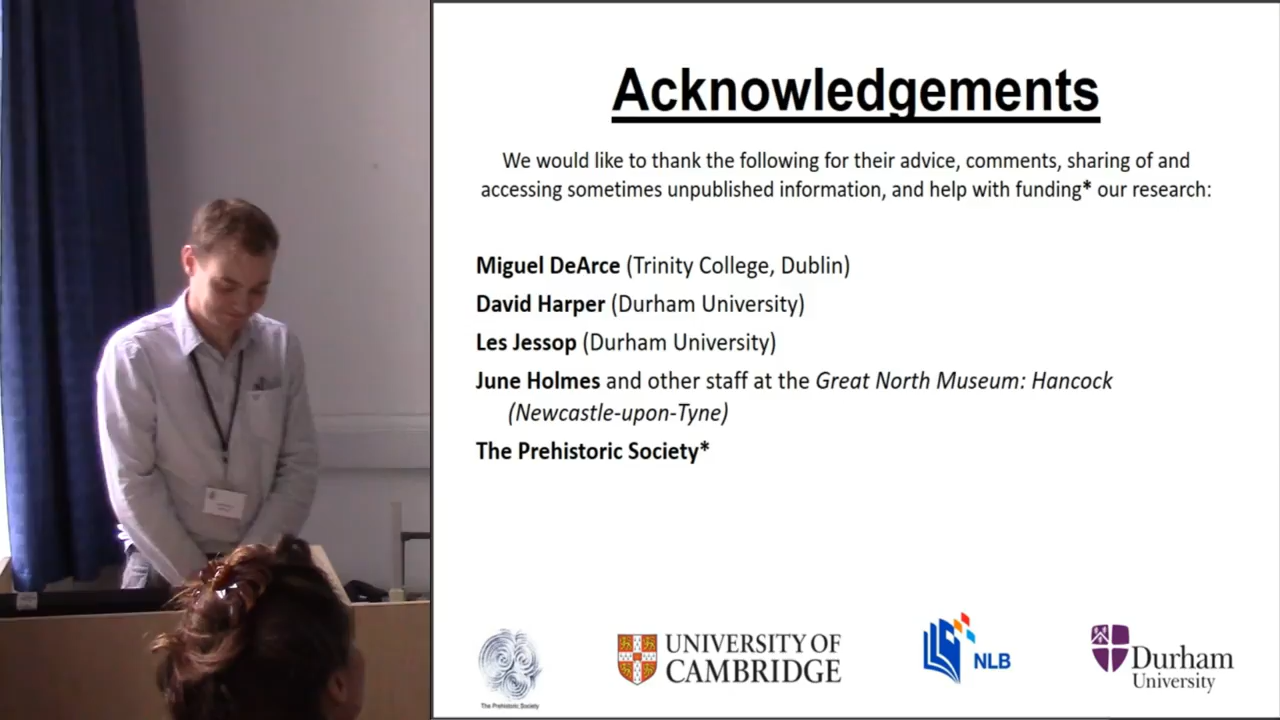 Acknowledgements
We would like to thank the following for their advice, comments, sharing of and
accessing sometimes unpublished information, and help with funding* our research:
Miguel DeArce (Trinity College, Dublin)
David Harper (Durham University)
Les Jessop (Durham University)
June Holmes and other staff at the Great North Museum: Hancock
(Newcastle-upon-Tyne)
The Prehistoric Society*
The Prehistoric Society
UNIVERSITY OF
CAMBRIDGE
NLB
Durham
University